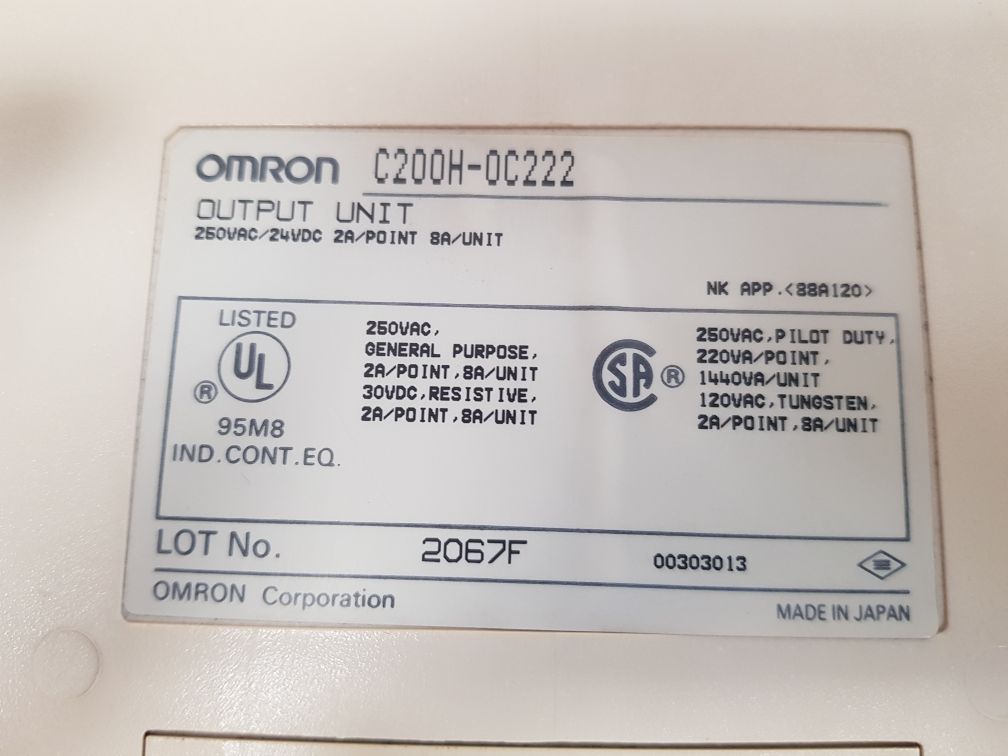 OMRON C200H-OC222
OUTPUT UNIT
250VAC/24VDC 2A/POINT 8A/UNIT
NK APP.<88A120>
LISTED
UL
®
95M8
IND.CONT.EQ.
250VAC,
GENERAL PURPOSE,
2A/POINT,8A/UNIT
30VDC,RESISTIVE,
2A/POINT,8A/UNIT
SA ®
250VAC,PILOT DUTY,
220VA/POINT,
1440VA/UNIT
120VAC,TUNGSTEN,
2A/POINT,8A/UNIT
LOT No. 2067F 00303013
OMRON Corporation
MADE IN JAPAN